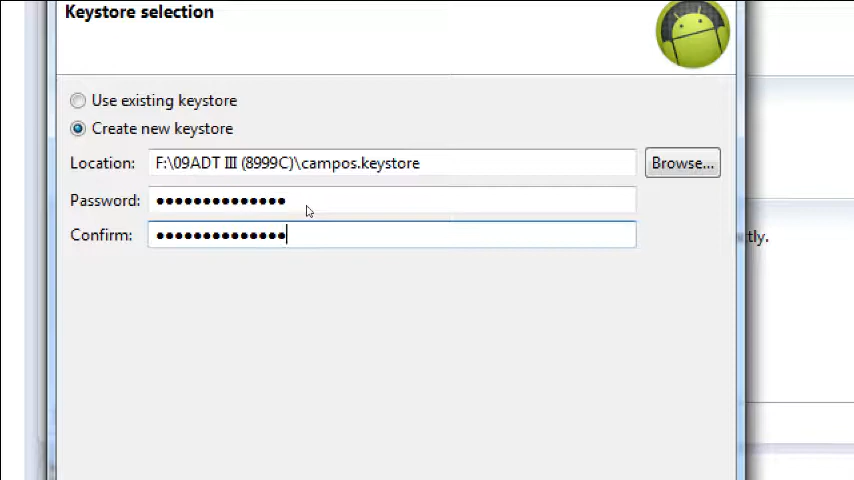 Keystore selection
Use existing keystore
Create new keystore
Location: F:\09ADT III (8999C)\campos.keystore Browse...
Password: ●●●●●●●●●●●●●●
Confirm: ●●●●●●●●●●●●●●
tly.